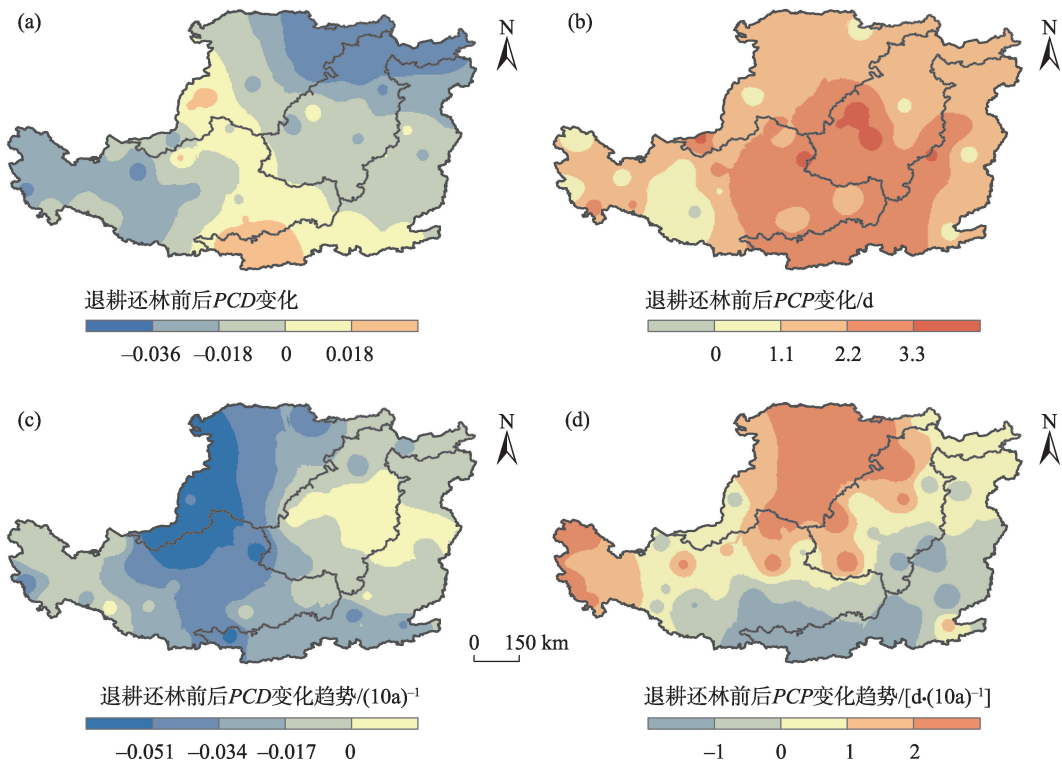 (a)
N
(b)
N
退耕还林前后PCD变化
−0.036 −0.018 0 0.018
退耕还林前后PCP变化/d
0 1.1 2.2 3.3
(c)
N
(d)
N
0 150 km
退耕还林前后PCD变化趋势/(10a)⁻¹
−0.051 −0.034 −0.017 0
退耕还林前后PCP变化趋势/[d·(10a)⁻¹]
−1 0 1 2